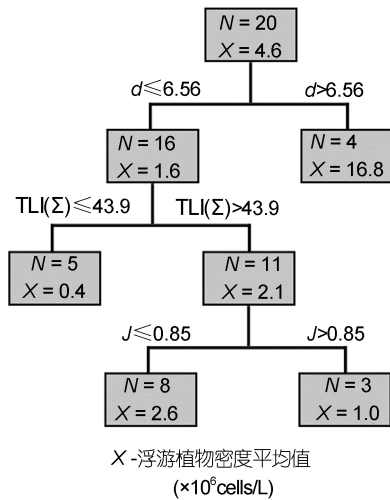 N = 20
X = 4.6
d≤6.56
d>6.56
N = 16
X = 1.6
N = 4
X = 16.8
TLI(Σ)≤43.9
TLI(Σ)>43.9
N = 5
X = 0.4
N = 11
X = 2.1
J≤0.85
J>0.85
N = 8
X = 2.6
N = 3
X = 1.0
X -浮游植物密度平均值
(×10⁶cells/L)